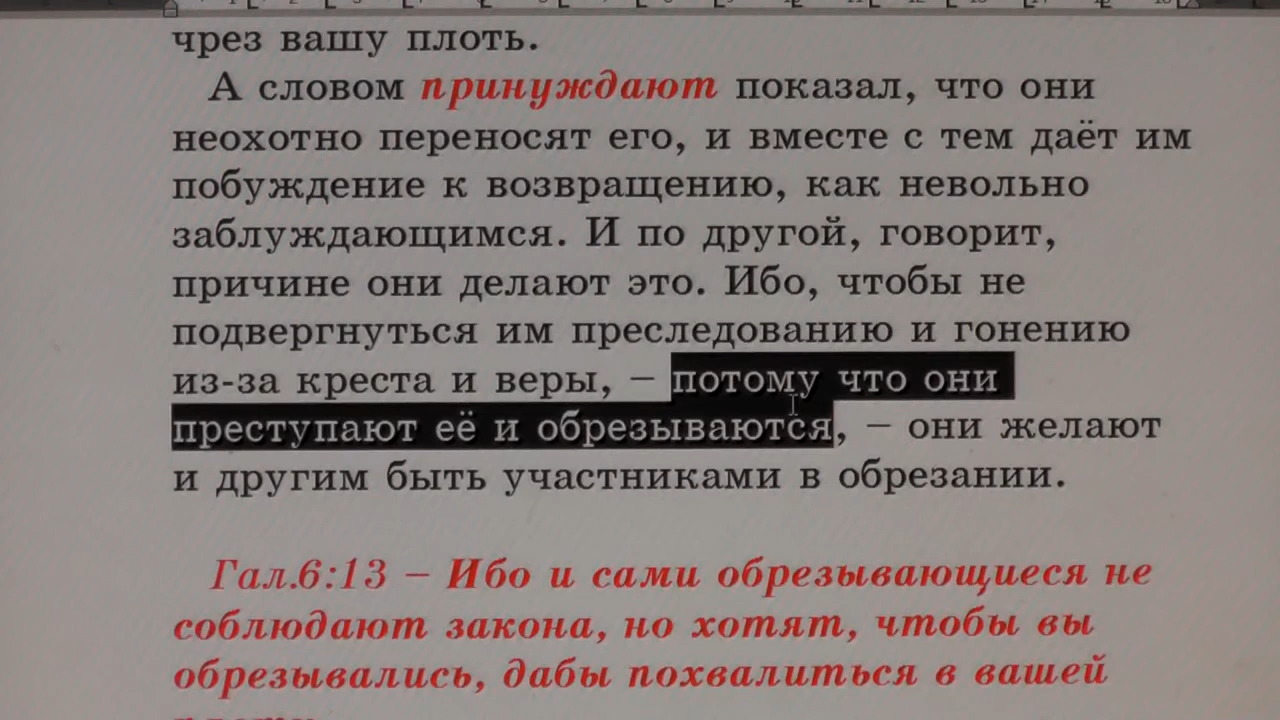 чрез вашу плоть.
А словом принуждают показал, что они
неохотно переносят его, и вместе с тем даёт им
побуждение к возвращению, как невольно
заблуждающимся. И по другой, говорит,
причине они делают это. Ибо, чтобы не
подвергнуться им преследованию и гонению
из-за креста и веры, – потому что они
преступают её и обрезываются, – они желают
и другим быть участниками в обрезании.
Гал.6:13 – Ибо и сами обрезывающиеся не
соблюдают закона, но хотят, чтобы вы
обрезывались, дабы похвалиться в вашей